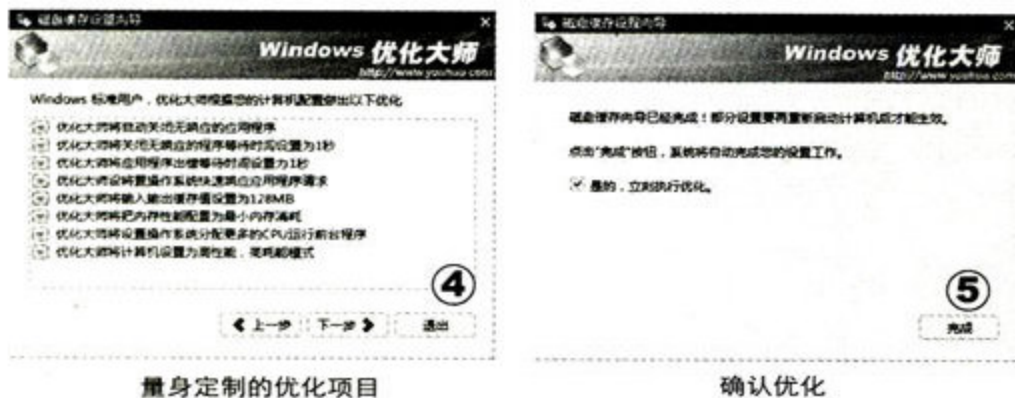 磁盘缓存设置向导
Windows 优化大师
http://www.youhua.com
Windows 标准用户，优化大师根据您的计算机配置做出以下优化
优化大师将自动关闭无响应的应用程序
优化大师将关闭无响应的程序等待时间设置为1秒
优化大师将应用程序出错等待时间设置为1秒
优化大师设将置操作系统快速响应应用程序请求
优化大师将输入输出缓存值设置为128MB
优化大师将把内存性能配置为最小内存消耗
优化大师将设置操作系统分配更多的CPU运行前台程序
优化大师将计算机设置为高性能，高耗能模式
④
上一步 下一步 退出
量身定制的优化项目
磁盘缓存设置向导
Windows 优化大师
http://www.youhua.com
磁盘缓存向导已经完成！部分设置要再重新启动计算机后才能生效。
点击"完成"按钮，系统将自动完成您的设置工作。
是的，立刻执行优化。
⑤
完成
确认优化